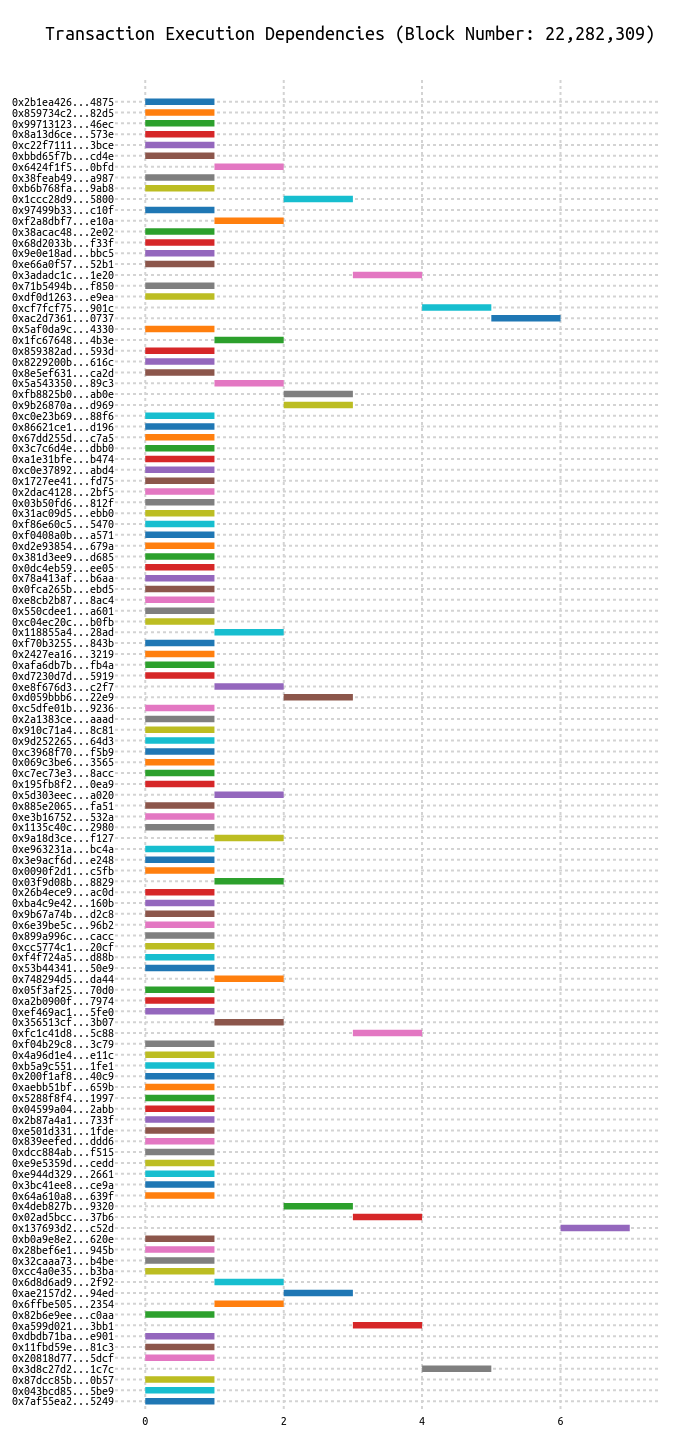 Transaction Execution Dependencies (Block Number: 22,282,309)
0x2b1ea426...4875
0x859734c2...82d5
0x99713123...46ec
0x8a13d6ce...573e
0xc22f7111...3bce
0xbbd65f7b...cd4e
0x6424f1f5...0bfd
0x38feab49...a987
0xb6b768fa...9ab8
0x1ccc28d9...5800
0x97499b33...c10f
0xf2a8dbf7...e10a
0x38acac48...2e02
0x68d2033b...f33f
0x9e0e18ad...bbc5
0xe66a0f57...52b1
0x3adadc1c...1e20
0x71b5494b...f850
0xdf0d1263...e9ea
0xcf7fcf75...901c
0xac2d7361...0737
0x5af0da9c...4330
0x1fc67648...4b3e
0x859382ad...593d
0x8229200b...616c
0x8e5ef631...ca2d
0x5a543350...89c3
0xfb8825b0...ab0e
0x9b26870a...d969
0xc0e23b69...88f6
0x86621ce1...d196
0x67dd255d...c7a5
0x3c7c6d4e...dbb0
0xa1e31bfe...b474
0xc0e37892...abd4
0x1727ee41...fd75
0x2dac4128...2bf5
0x03b50fd6...812f
0x31ac09d5...ebb0
0xf86e60c5...5470
0xf0408a0b...a571
0xd2e93854...679a
0x381d3ee9...d685
0x0dc4eb59...ee05
0x78a413af...b6aa
0x0fca265b...ebd5
0xe8cb2b87...8ac4
0x550cdee1...a601
0xc04ec20c...b0fb
0x118855a4...28ad
0xf70b3255...843b
0x2427ea16...3219
0xafa6db7b...fb4a
0xd7230d7d...5919
0xe8f676d3...c2f7
0xd059bbb6...22e9
0xc5dfe01b...9236
0x2a1383ce...aaad
0x910c71a4...8c81
0x9d252265...64d3
0xc3968f70...f5b9
0x069c3be6...3565
0xc7ec73e3...8acc
0x195fb8f2...0ea9
0x5d303eec...a020
0x885e2065...fa51
0xe3b16752...532a
0x1135c40c...2980
0x9a18d3ce...f127
0xe963231a...bc4a
0x3e9acf6d...e248
0x0090f2d1...c5fb
0x03f9d08b...8829
0x26b4ece9...ac0d
0xba4c9e42...160b
0x9b67a74b...d2c8
0x6e39be5c...96b2
0x899a996c...cacc
0xcc5774c1...20cf
0xf4f724a5...d88b
0x53b44341...50e9
0x748294d5...da44
0x05f3af25...70d0
0xa2b0900f...7974
0xef469ac1...5fe0
0x356513cf...3b07
0xfc1c41d8...5c88
0xf04b29c8...3c79
0x4a96d1e4...e11c
0xb5a9c551...1fe1
0x200f1af8...40c9
0xaebb51bf...659b
0x5288f8f4...1997
0x04599a04...2abb
0x2b87a4a1...733f
0xe501d331...1fde
0x839eefed...ddd6
0xdcc884ab...f515
0xe9e5359d...cedd
0xe944d329...2661
0x3bc41ee8...ce9a
0x64a610a8...639f
0x4deb827b...9320
0x02ad5bcc...37b6
0x137693d2...c52d
0xb0a9e8e2...620e
0x28bef6e1...945b
0x32caaa73...b4be
0xcc4a0e35...b3ba
0x6d8d6ad9...2f92
0xae2157d2...94ed
0x6ffbe505...2354
0x82b6e9ee...c0aa
0xa599d021...3bb1
0xdbdb71ba...e901
0x11fbd59e...81c3
0x20818d77...5dcf
0x3d8c27d2...1c7c
0x87dcc85b...0b57
0x043bcd85...5be9
0x7af55ea2...5249
0 2 4 6